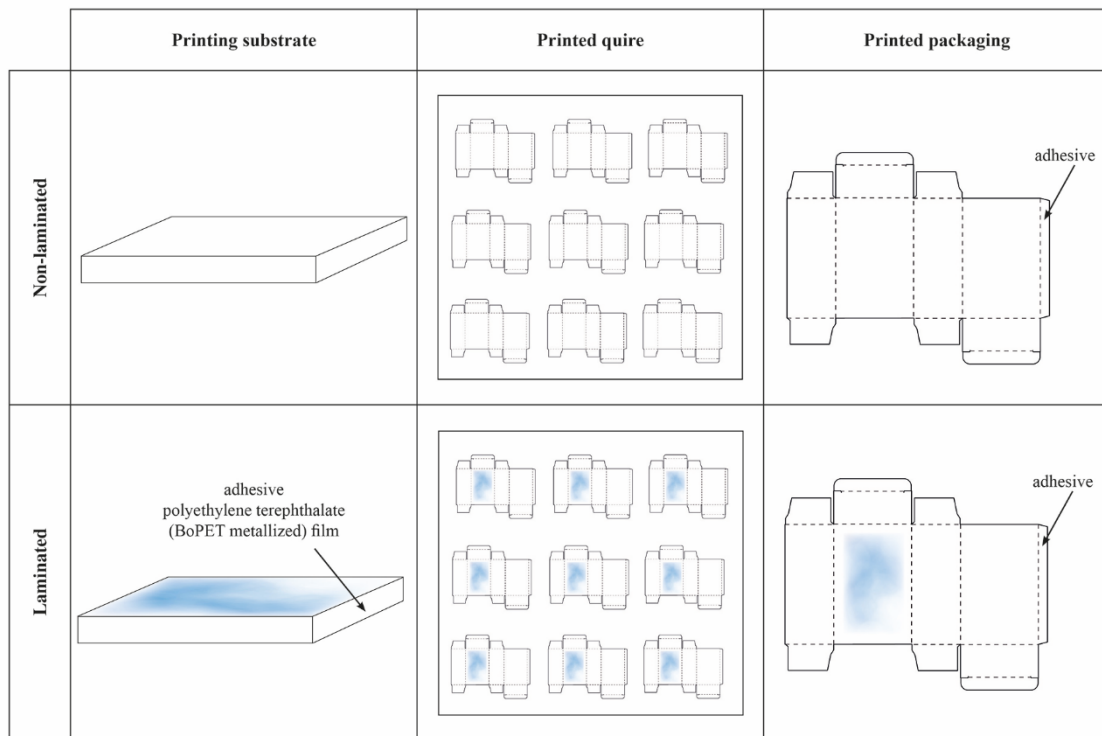 Printing substrate
Printed quire
Printed packaging
Non-laminated
adhesive
Laminated
adhesive
polyethylene terephthalate
(BoPET metallized) film
adhesive